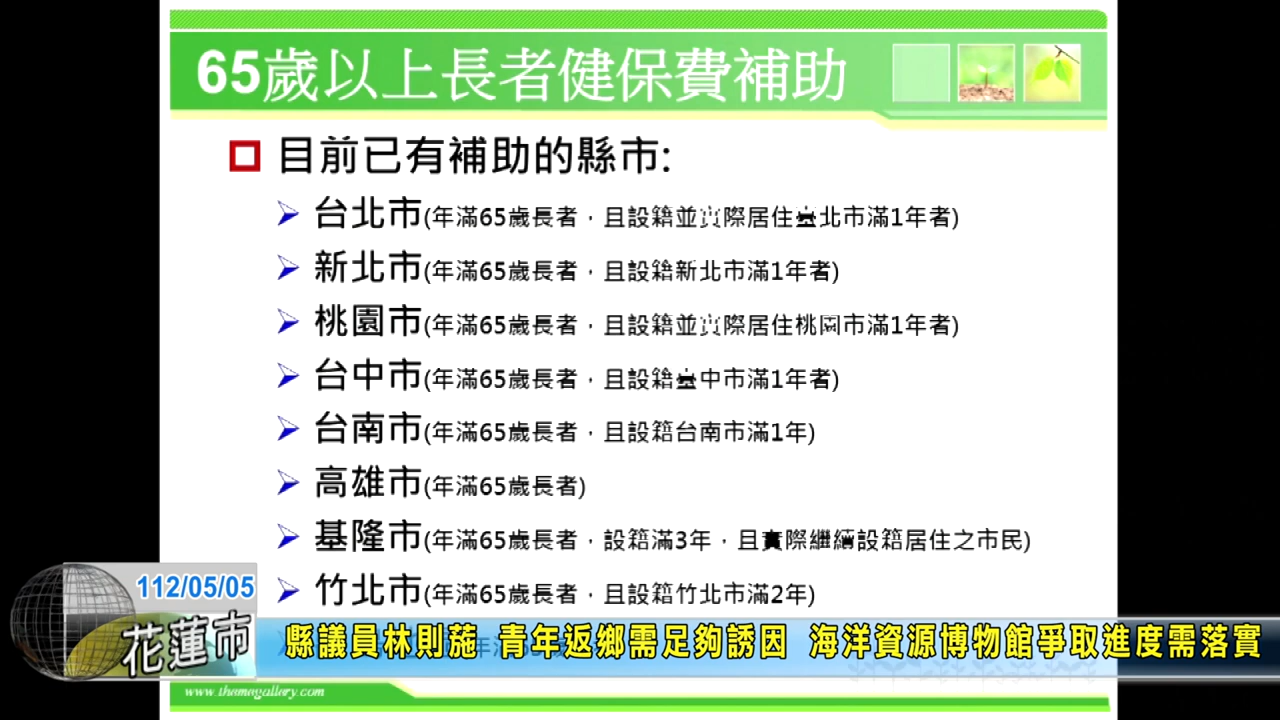 65歲以上長者健保費補助
目前已有補助的縣市:
台北市(年滿65歲長者，且設籍並實際居住臺北市滿1年者)
新北市(年滿65歲長者，且設籍新北市滿1年者)
桃園市(年滿65歲長者，且設籍並實際居住桃園市滿1年者)
台中市(年滿65歲長者，且設籍臺中市滿1年者)
台南市(年滿65歲長者，且設籍台南市滿1年)
高雄市(年滿65歲長者)
基隆市(年滿65歲長者，設籍滿3年，且實際繼續設籍居住之市民)
竹北市(年滿65歲長者，且設籍竹北市滿2年)
112/05/05
花蓮市
縣議員林則葹 青年返鄉需足夠誘因 海洋資源博物館爭取進度需落實
www.themegallery.com